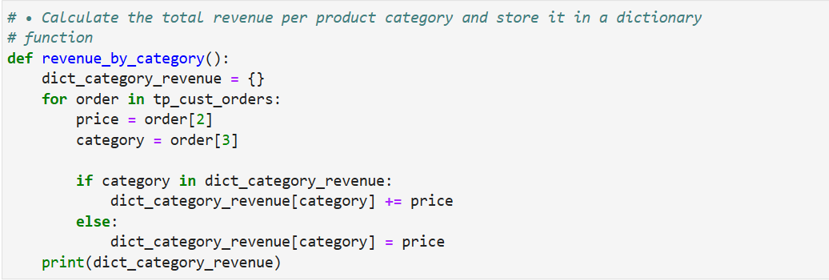 # • Calculate the total revenue per product category and store it in a dictionary
# function
def revenue_by_category():
    dict_category_revenue = {}
    for order in tp_cust_orders:
        price = order[2]
        category = order[3]

        if category in dict_category_revenue:
            dict_category_revenue[category] += price
        else:
            dict_category_revenue[category] = price
    print(dict_category_revenue)